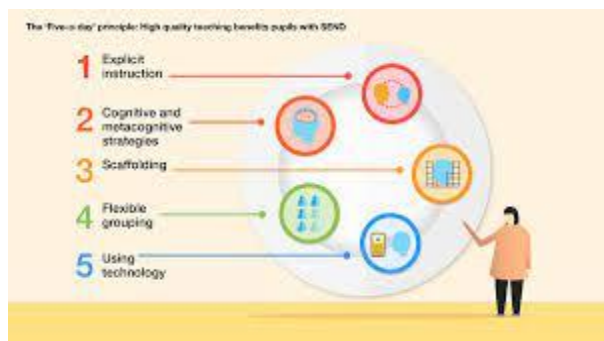 The 'Five-a-day' principle: High quality teaching benefits pupils with SEND
1 Explicit
instruction
2 Cognitive and
metacognitive
strategies
3 Scaffolding
4 Flexible
grouping
5 Using
technology